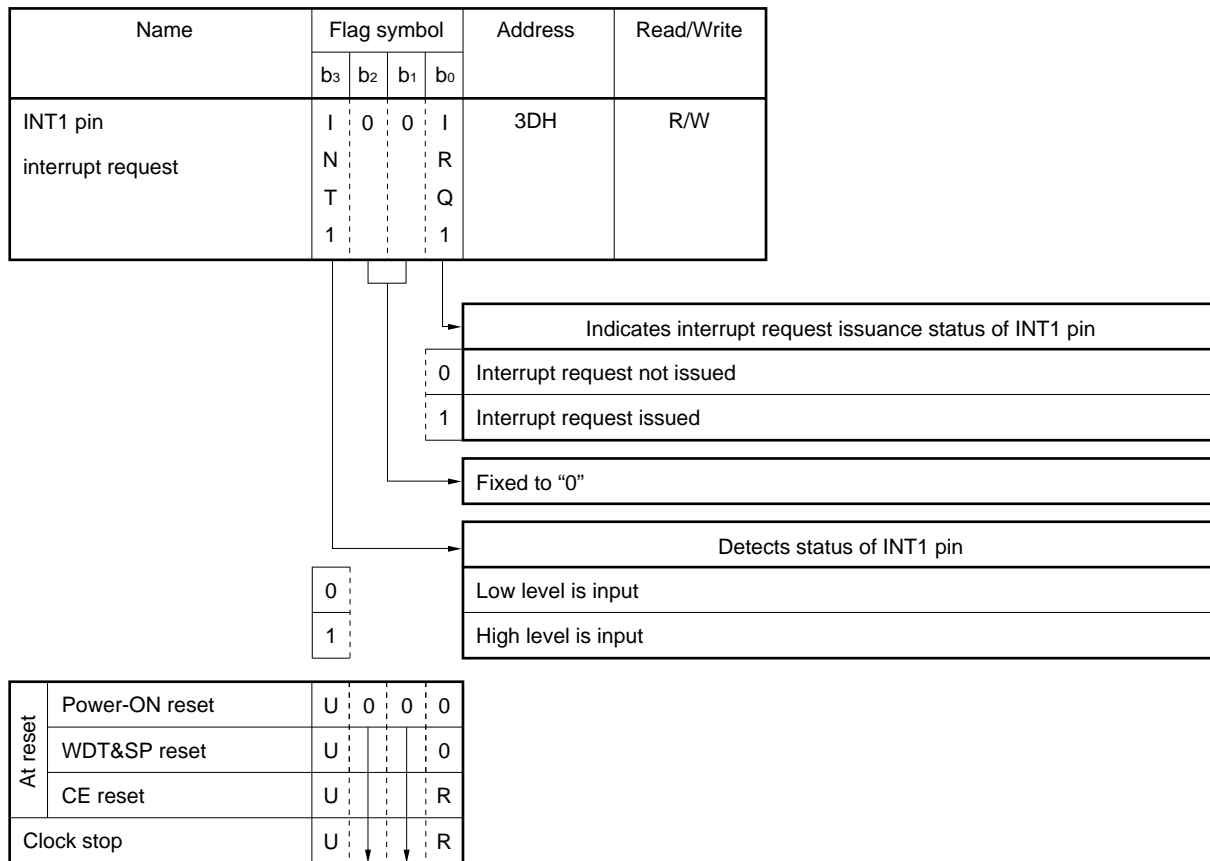 Name Flag symbol Address Read/Write
b3 b2 b1 b0
INT1 pin I 0 0 I 3DH R/W
interrupt request N R
T Q
1 1
Indicates interrupt request issuance status of INT1 pin
0 Interrupt request not issued
1 Interrupt request issued
Fixed to “0”
Detects status of INT1 pin
0 Low level is input
1 High level is input
At reset
Power-ON reset U 0 0 0
WDT&SP reset U 0
CE reset U R
Clock stop U R